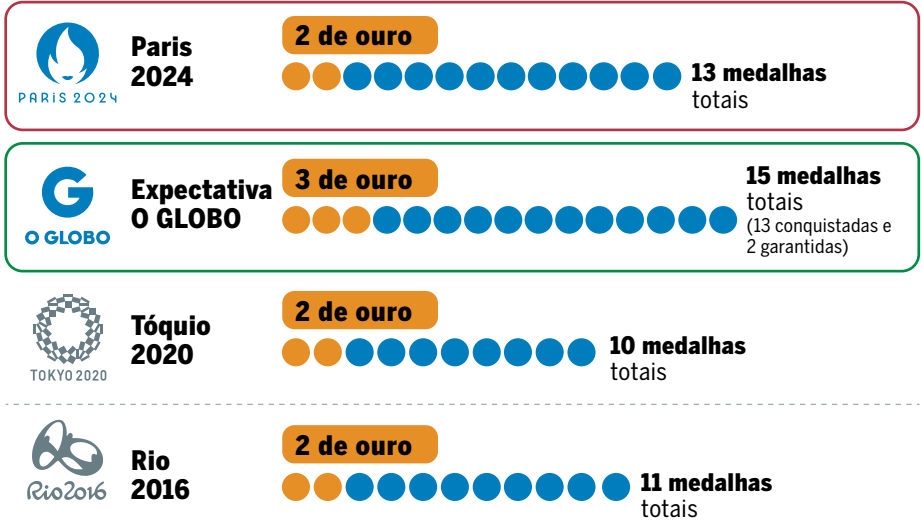 PARIS 2024
Paris
2024
2 de ouro
13 medalhas
totais
O GLOBO
Expectativa
O GLOBO
3 de ouro
15 medalhas
totais
(13 conquistadas e
2 garantidas)
TOKYO 2020
Tóquio
2020
2 de ouro
10 medalhas
totais
Rio2016
Rio
2016
2 de ouro
11 medalhas
totais